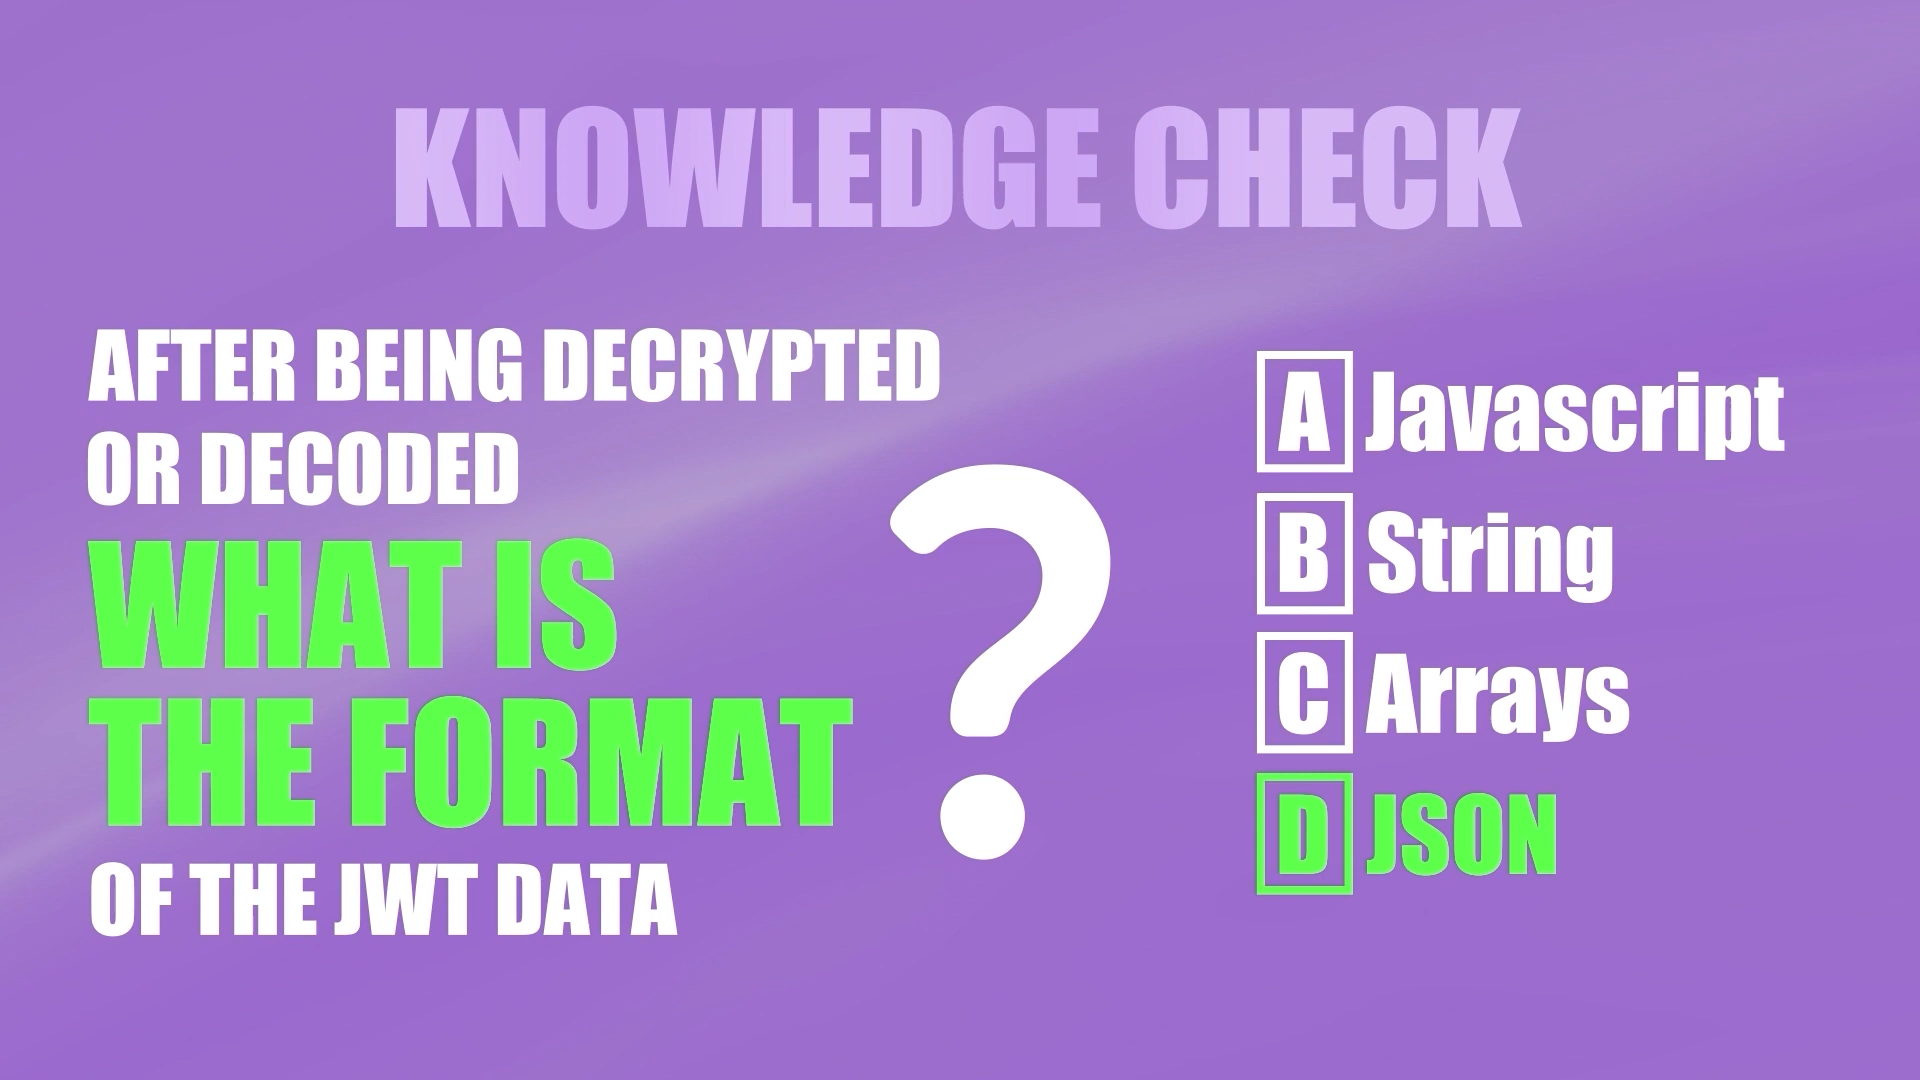 KNOWLEDGE CHECK
AFTER BEING DECRYPTED
OR DECODED
WHAT IS
THE FORMAT
OF THE JWT DATA
?
A Javascript
B String
C Arrays
D JSON